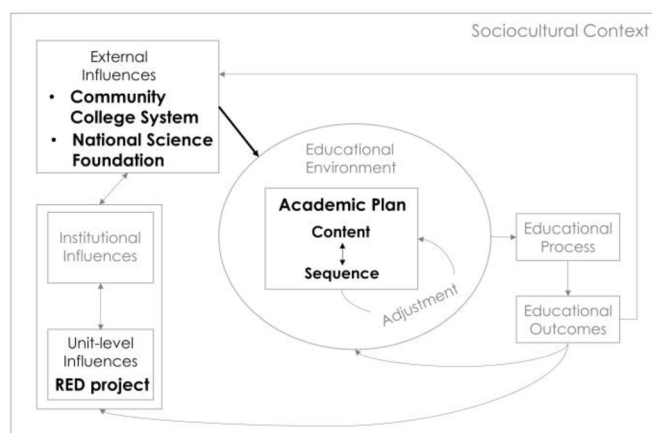 Sociocultural Context
External
Influences
• Community
College System
• National Science
Foundation
Educational
Environment
Academic Plan
Content
Sequence
Adjustment
Institutional
Influences
Unit-level
Influences
RED project
Educational
Process
Educational
Outcomes